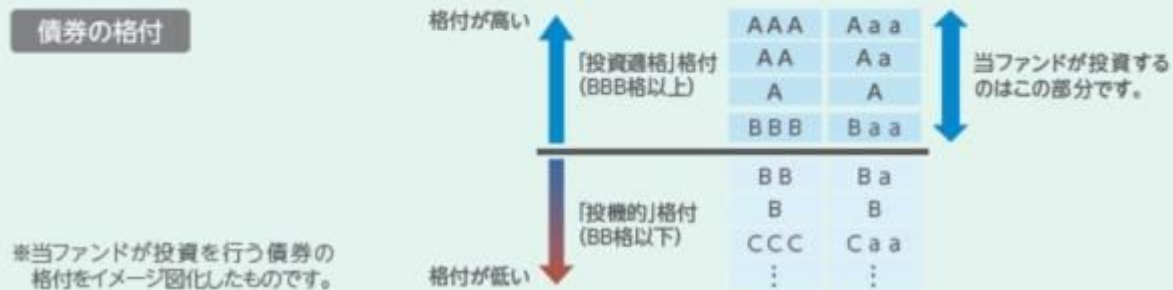 債券の格付
格付が高い
「投資適格」格付
(BBB格以上)
AAA Aaa
AA Aa
A A
BBB Baa
当ファンドが投資する
のはこの部分です。
「投機的」格付
(BB格以下)
BB Ba
B B
CCC Caa
⋮ ⋮
格付が低い
※当ファンドが投資を行う債券の
格付をイメージ図化したものです。